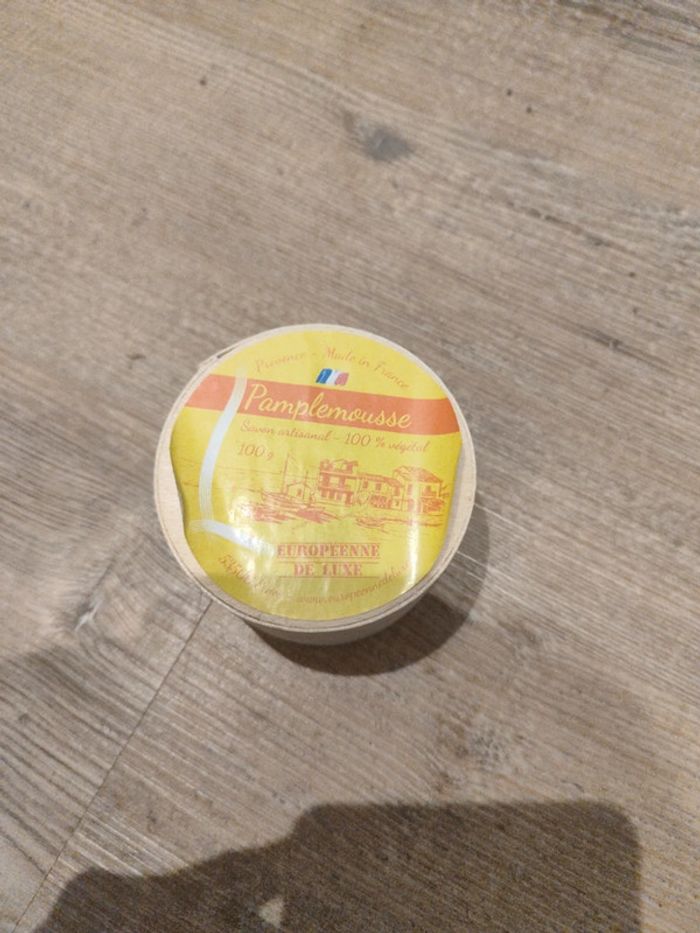 Provence - Made in France
Pamplemousse
Savon artisanal - 100 % végétal
100 g
EUROPEENNE
DE LUXE